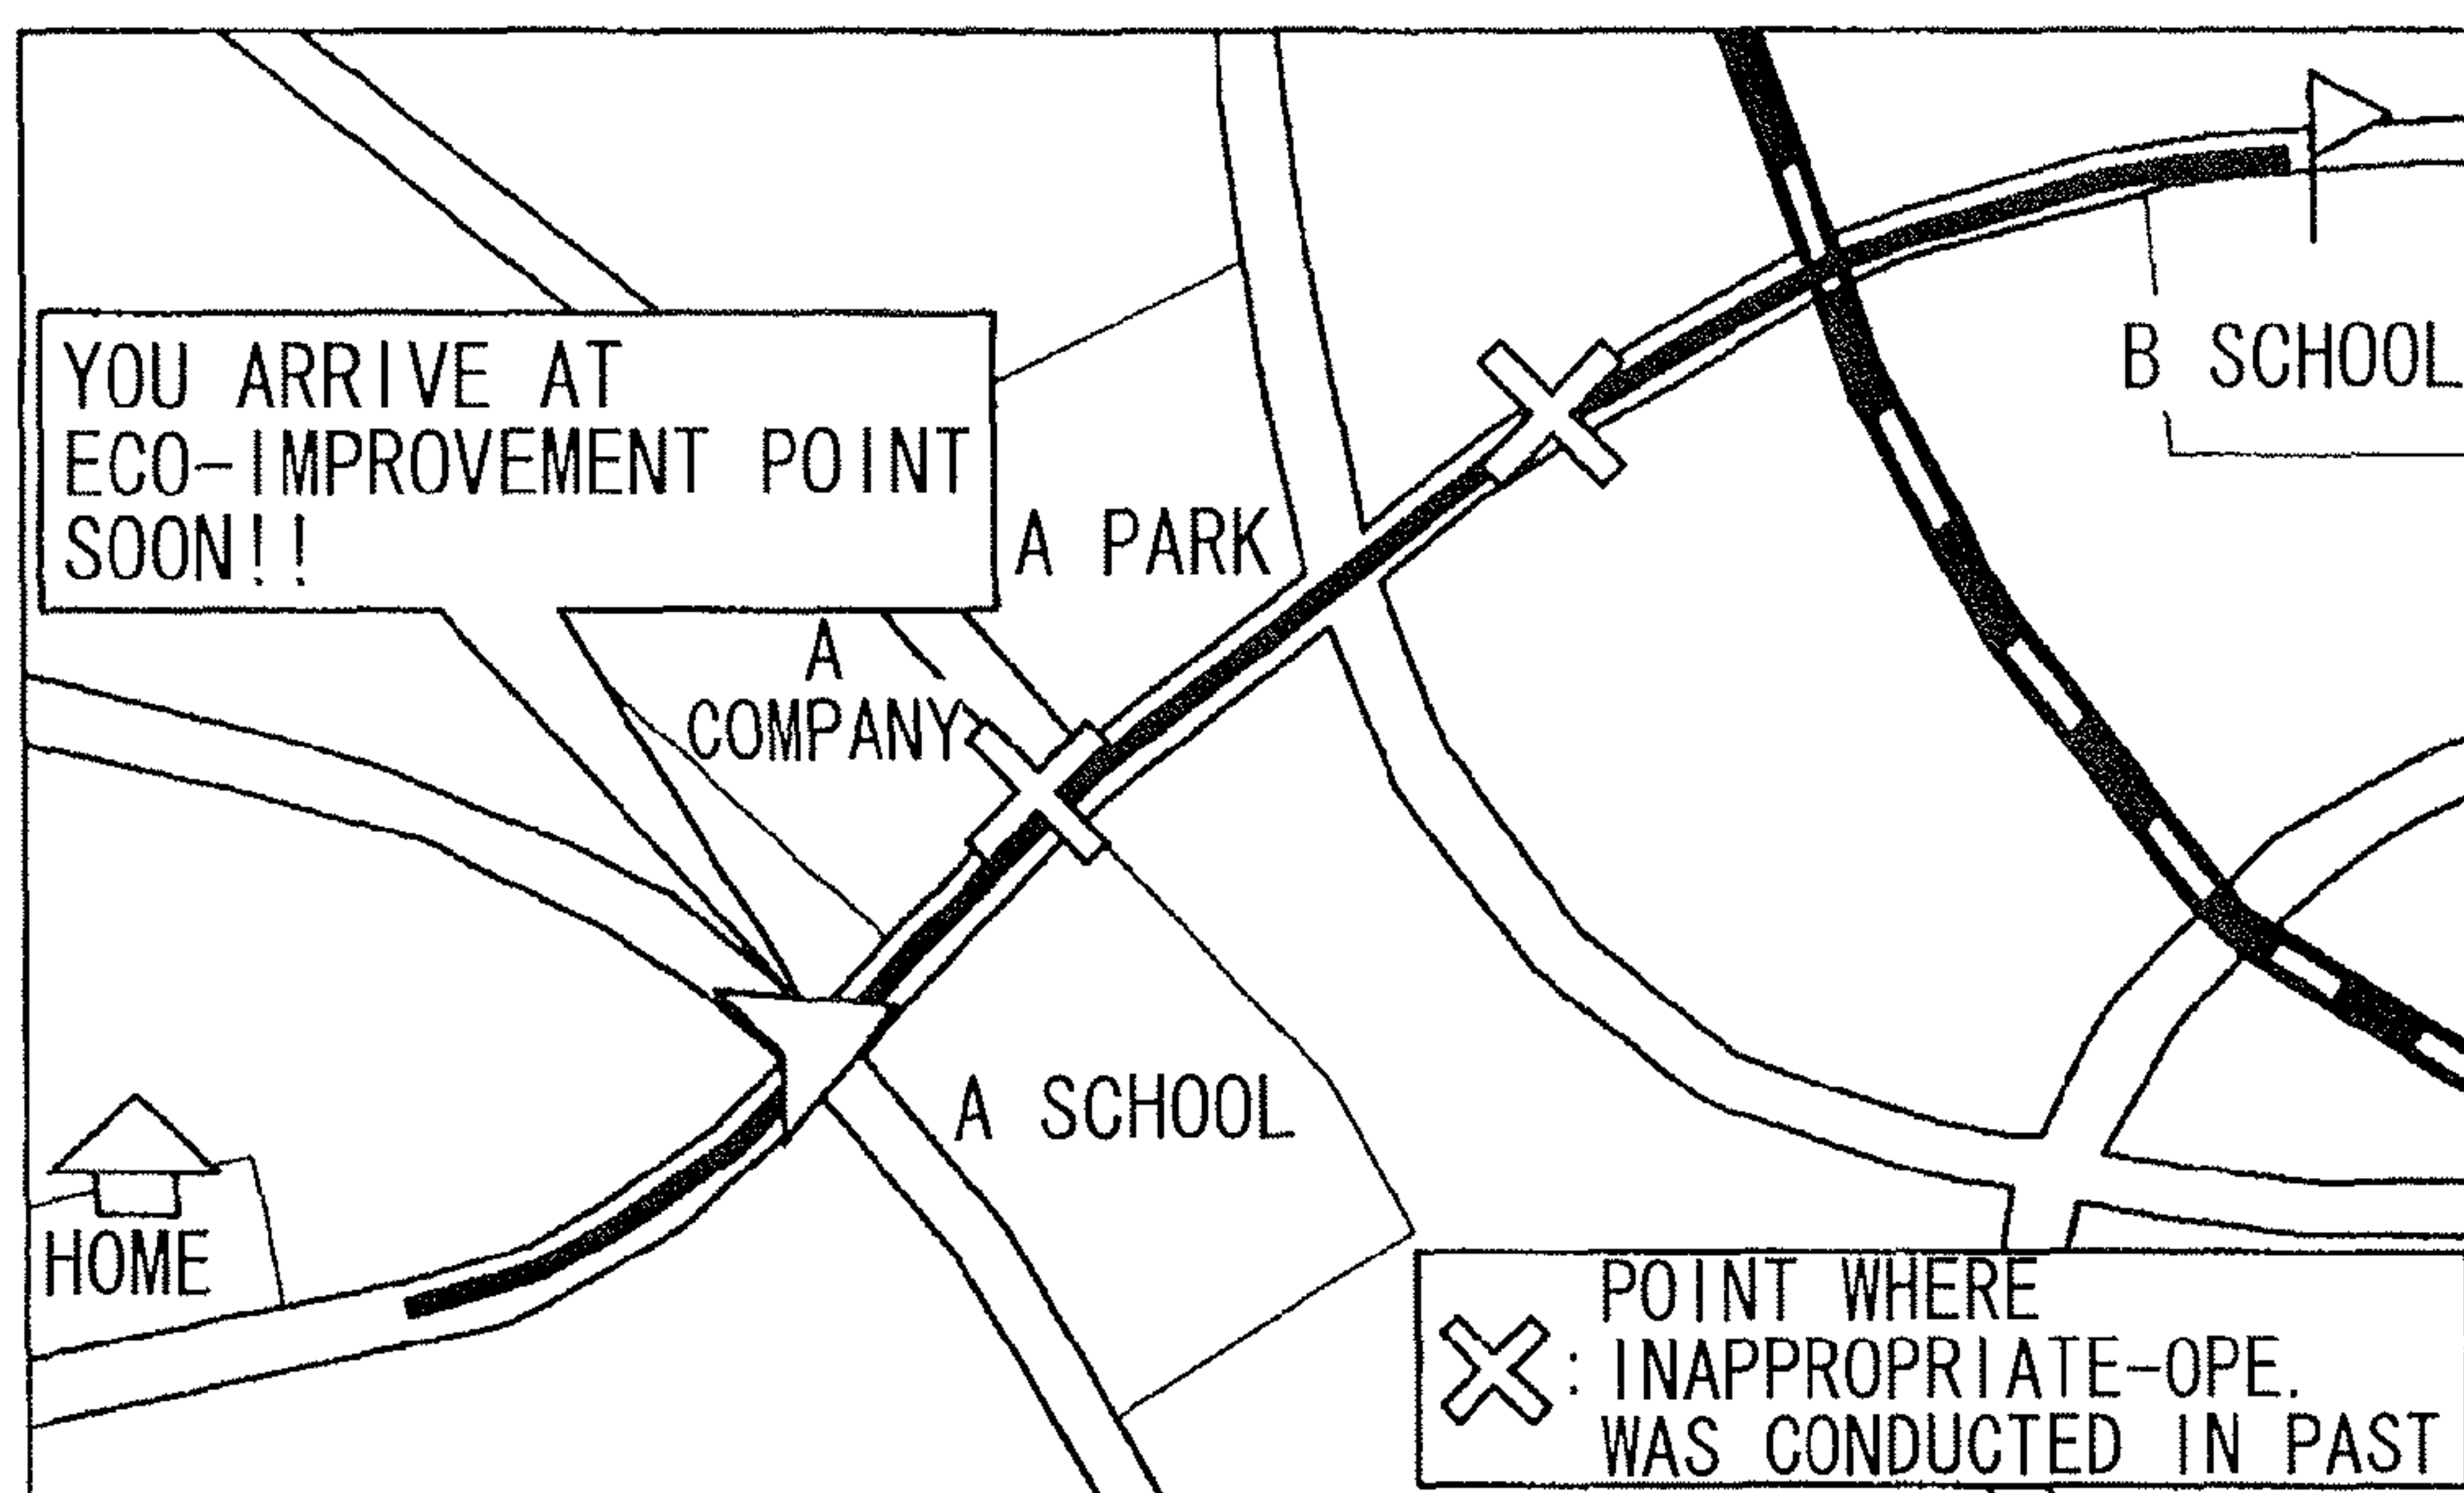 YOU ARRIVE AT
ECO-IMPROVEMENT POINT
SOON!!
A PARK
B SCHOOL
A
COMPANY
A SCHOOL
HOME
POINT WHERE
: INAPPROPRIATE-OPE.
WAS CONDUCTED IN PAST